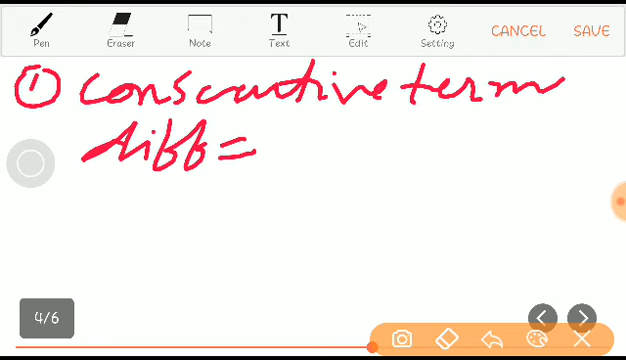 Pen Eraser Note Text Edit Setting CANCEL SAVE
① Conscutive term
diff =
4/6